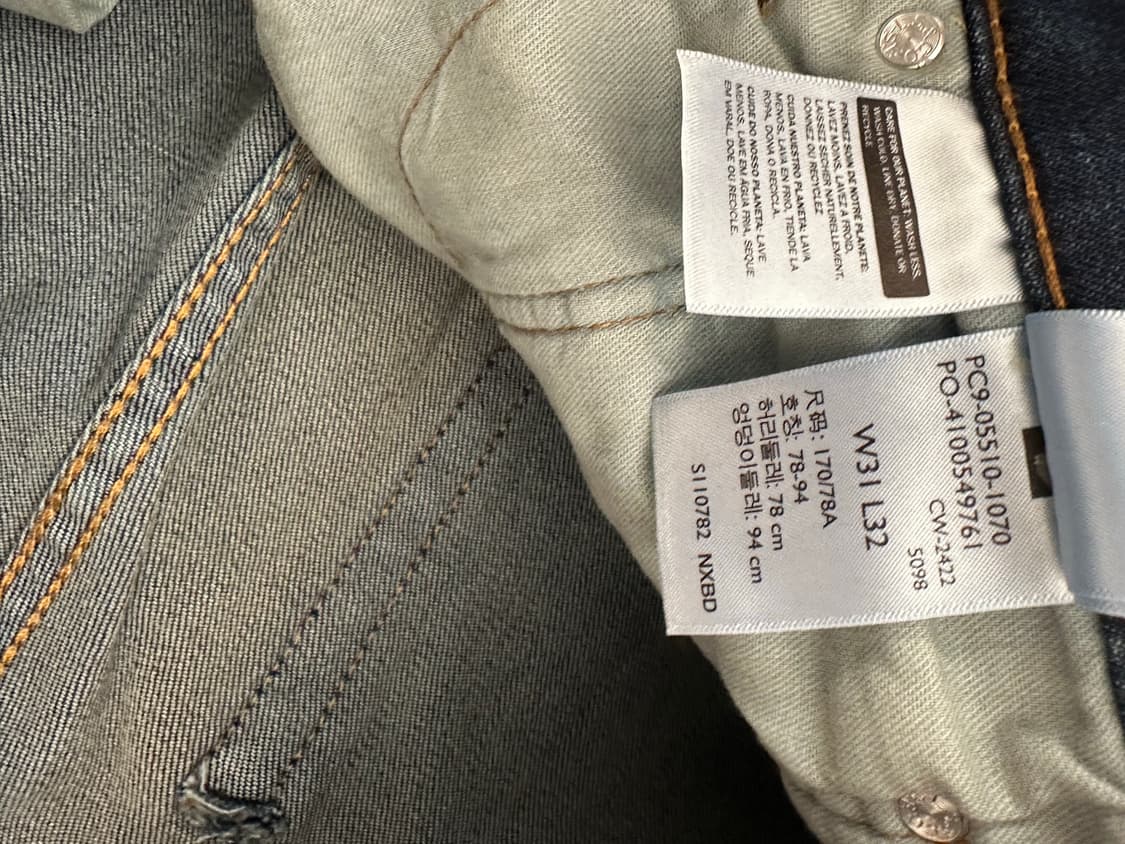 CARE FOR OUR PLANET: WASH LESS,
WASH COLD, LINE DRY, DONATE OR
RECYCLE.
PRENEZ SOIN DE NOTRE PLANÈTE:
LAVEZ MOINS, LAVEZ À FROID,
LAISSEZ SÉCHER NATURELLEMENT,
DONNEZ OU RECYCLEZ
CUIDA NUESTRO PLANETA: LAVA
MENOS, LAVA EN FRIO, TIENDE LA
ROPA, DONA O RECICLA.
CUIDE DO NOSSO PLANETA: LAVE
MENOS, LAVE EM ÁGUA FRIA, SEQUE
EM VARAL, DOE OU RECICLE.
PC9-05510-1070
PO-4100549761
CW-2422
5098
W31 L32
尺码: 170/78A
호칭: 78-94
허리둘레: 78 cm
엉덩이둘레: 94 cm
S110782 NXBD